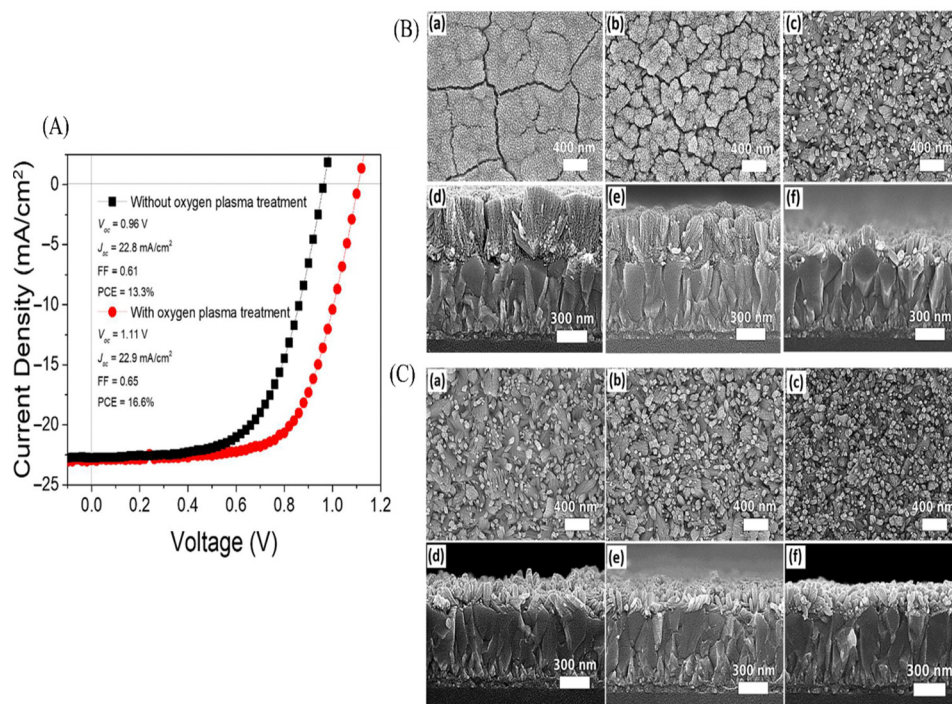 (A)
0
−5
−10
−15
−20
−25
0.0 0.2 0.4 0.6 0.8 1.0 1.2
Current Density (mA/cm²)
Voltage (V)
Without oxygen plasma treatment
Voc = 0.96 V
Jsc = 22.8 mA/cm²
FF = 0.61
PCE = 13.3%
With oxygen plasma treatment
Voc = 1.11 V
Jsc = 22.9 mA/cm²
FF = 0.65
PCE = 16.6%
(B)
(a) (b) (c)
400 nm 400 nm 400 nm
(d) (e) (f)
300 nm 300 nm 300 nm
(C)
(a) (b) (c)
400 nm 400 nm 400 nm
(d) (e) (f)
300 nm 300 nm 300 nm